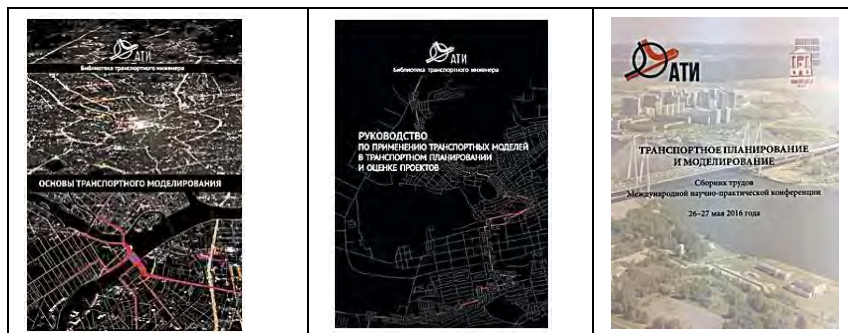 АТИ
Библиотека транспортного инженера
ОСНОВЫ ТРАНСПОРТНОГО МОДЕЛИРОВАНИЯ
АТИ
Библиотека транспортного инженера
РУКОВОДСТВО
ПО ПРИМЕНЕНИЮ ТРАНСПОРТНЫХ МОДЕЛЕЙ
В ТРАНСПОРТНОМ ПЛАНИРОВАНИИ
И ОЦЕНКЕ ПРОЕКТОВ
АТИ
ТРАНСПОРТНОЕ ПЛАНИРОВАНИЕ
И МОДЕЛИРОВАНИЕ
Сборник трудов
Международной научно-практической конференции
26–27 мая 2016 года